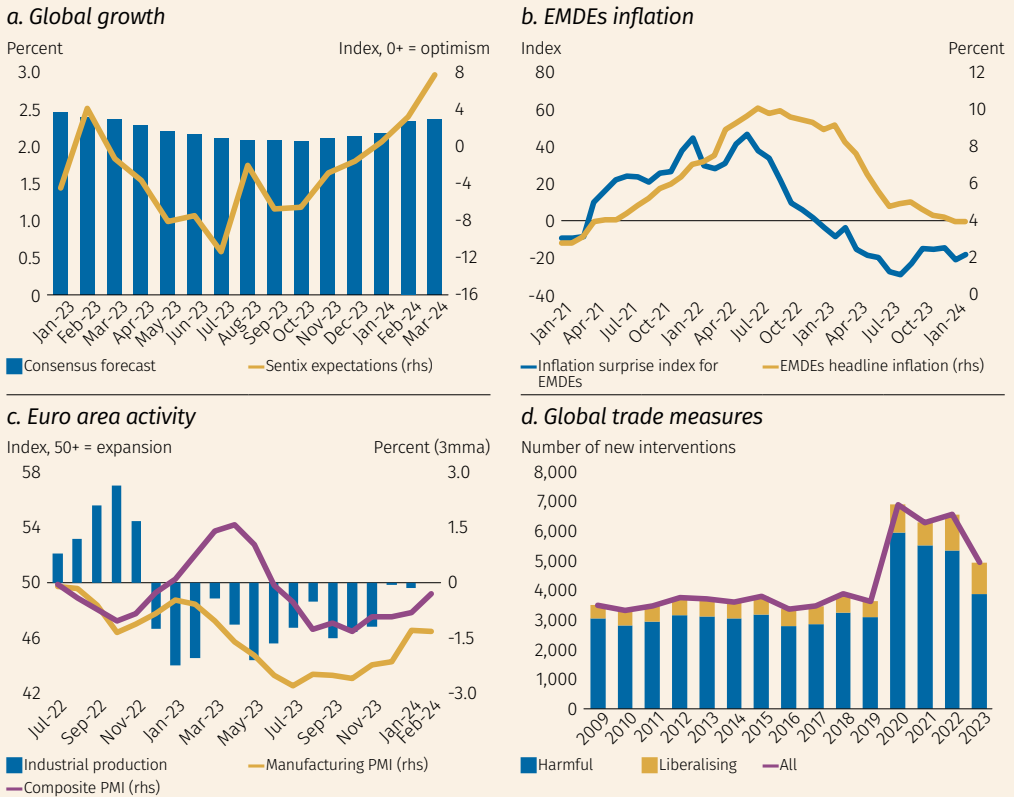 a. Global growth
Percent
Index, 0+ = optimism
3.0
2.5
2.0
1.5
1.0
0.5
0
8
4
0
-4
-8
-12
-16
Jan-23
Feb-23
Mar-23
Apr-23
May-23
Jun-23
Jul-23
Aug-23
Sep-23
Oct-23
Nov-23
Dec-23
Jan-24
Feb-24
Mar-24
Consensus forecast
Sentix expectations (rhs)
b. EMDEs inflation
Index
Percent
80
60
40
20
0
-20
-40
12
10
8
6
4
2
0
Jan-21
Apr-21
Jul-21
Oct-21
Jan-22
Apr-22
Jul-22
Oct-22
Jan-23
Apr-23
Jul-23
Oct-23
Jan-24
Inflation surprise index for
EMDEs
EMDEs headline inflation (rhs)
c. Euro area activity
Index, 50+ = expansion
Percent (3mma)
58
54
50
46
42
3.0
1.5
0
-1.5
-3.0
Jul-22
Sep-22
Nov-22
Jan-23
Mar-23
May-23
Jul-23
Sep-23
Nov-23
Jan-24
Feb-24
Industrial production
Manufacturing PMI (rhs)
Composite PMI (rhs)
d. Global trade measures
Number of new interventions
8,000
7,000
6,000
5,000
4,000
3,000
2,000
1,000
0
2009
2010
2011
2012
2013
2014
2015
2016
2017
2018
2019
2020
2021
2022
2023
Harmful
Liberalising
All